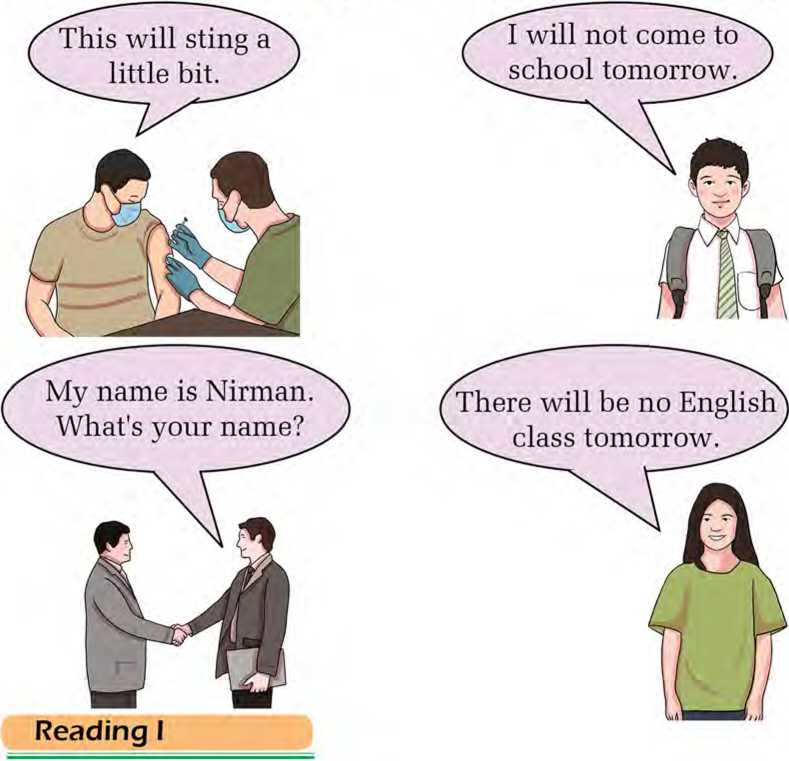 This will sting a
little bit.
I will not come to
school tomorrow.
My name is Nirman.
What's your name?
There will be no English
class tomorrow.
Reading I